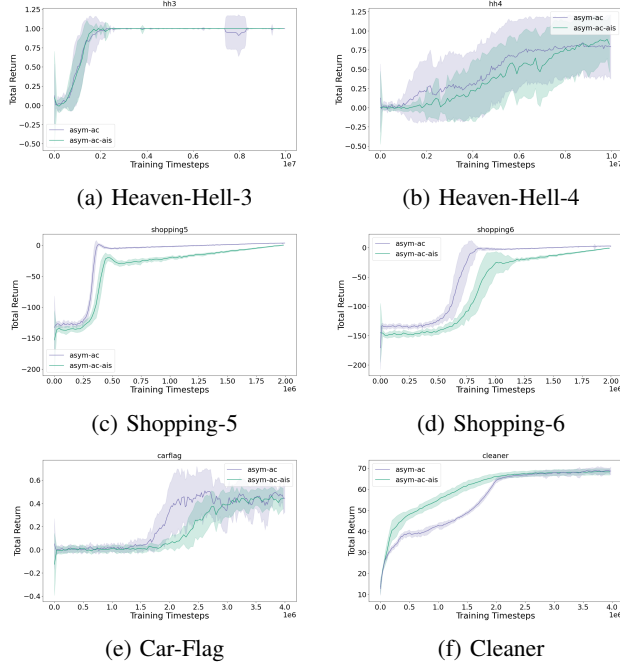 hh3
1.25
1.00
0.75
0.50
0.25
0.00
−0.25
−0.50
Total Return
asym-ac
asym-ac-ais
0.0 0.2 0.4 0.6 0.8 1.0
Training Timesteps
1e7
(a) Heaven-Hell-3
hh4
1.25
1.00
0.75
0.50
0.25
0.00
−0.25
−0.50
Total Return
asym-ac
asym-ac-ais
0.0 0.2 0.4 0.6 0.8 1.0
Training Timesteps
1e7
(b) Heaven-Hell-4
shopping5
0
−50
−100
−150
−200
Total Return
asym-ac
asym-ac-ais
0.00 0.25 0.50 0.75 1.00 1.25 1.50 1.75 2.00
Training Timesteps
1e6
(c) Shopping-5
shopping6
0
−50
−100
−150
−200
Total Return
asym-ac
asym-ac-ais
0.00 0.25 0.50 0.75 1.00 1.25 1.50 1.75 2.00
Training Timesteps
1e6
(d) Shopping-6
carflag
0.6
0.4
0.2
0.0
−0.2
−0.4
Total Return
asym-ac
asym-ac-ais
0.0 0.5 1.0 1.5 2.0 2.5 3.0 3.5 4.0
Training Timesteps
1e6
(e) Car-Flag
cleaner
70
60
50
40
30
20
10
Total Return
asym-ac
asym-ac-ais
0.0 0.5 1.0 1.5 2.0 2.5 3.0 3.5 4.0
Training Timesteps
1e6
(f) Cleaner